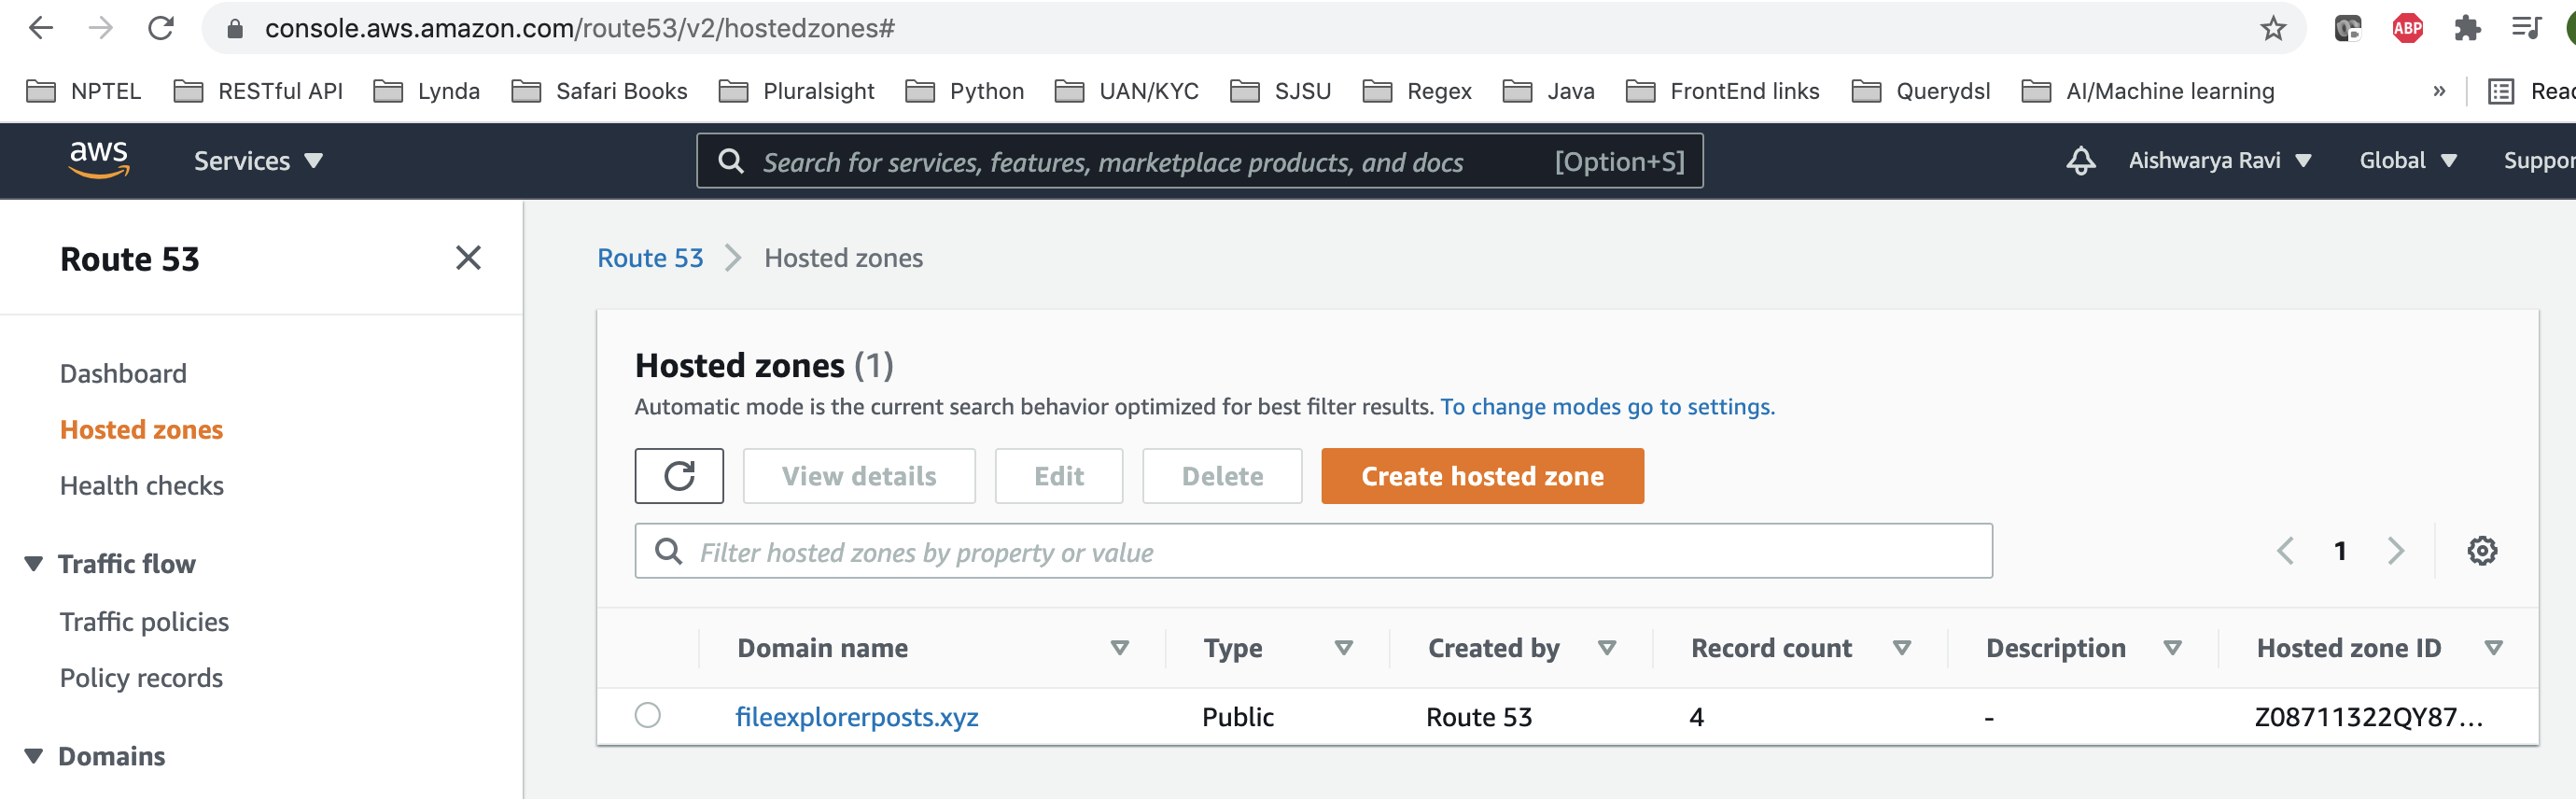 console.aws.amazon.com/route53/v2/hostedzones#
ABP
NPTEL RESTful API Lynda Safari Books Pluralsight Python UAN/KYC SJSU Regex Java FrontEnd links Querydsl AI/Machine learning »
aws Services Search for services, features, marketplace products, and docs [Option+S] Aishwarya Ravi Global
Route 53
Route 53 Hosted zones
Dashboard
Hosted zones
Health checks
Traffic flow
Traffic policies
Policy records
Domains
Hosted zones (1)
Automatic mode is the current search behavior optimized for best filter results. To change modes go to settings.
View details Edit Delete Create hosted zone
Filter hosted zones by property or value 1
Domain name Type Created by Record count Description Hosted zone ID
fileexplorerposts.xyz Public Route 53 4 - Z08711322QY87...